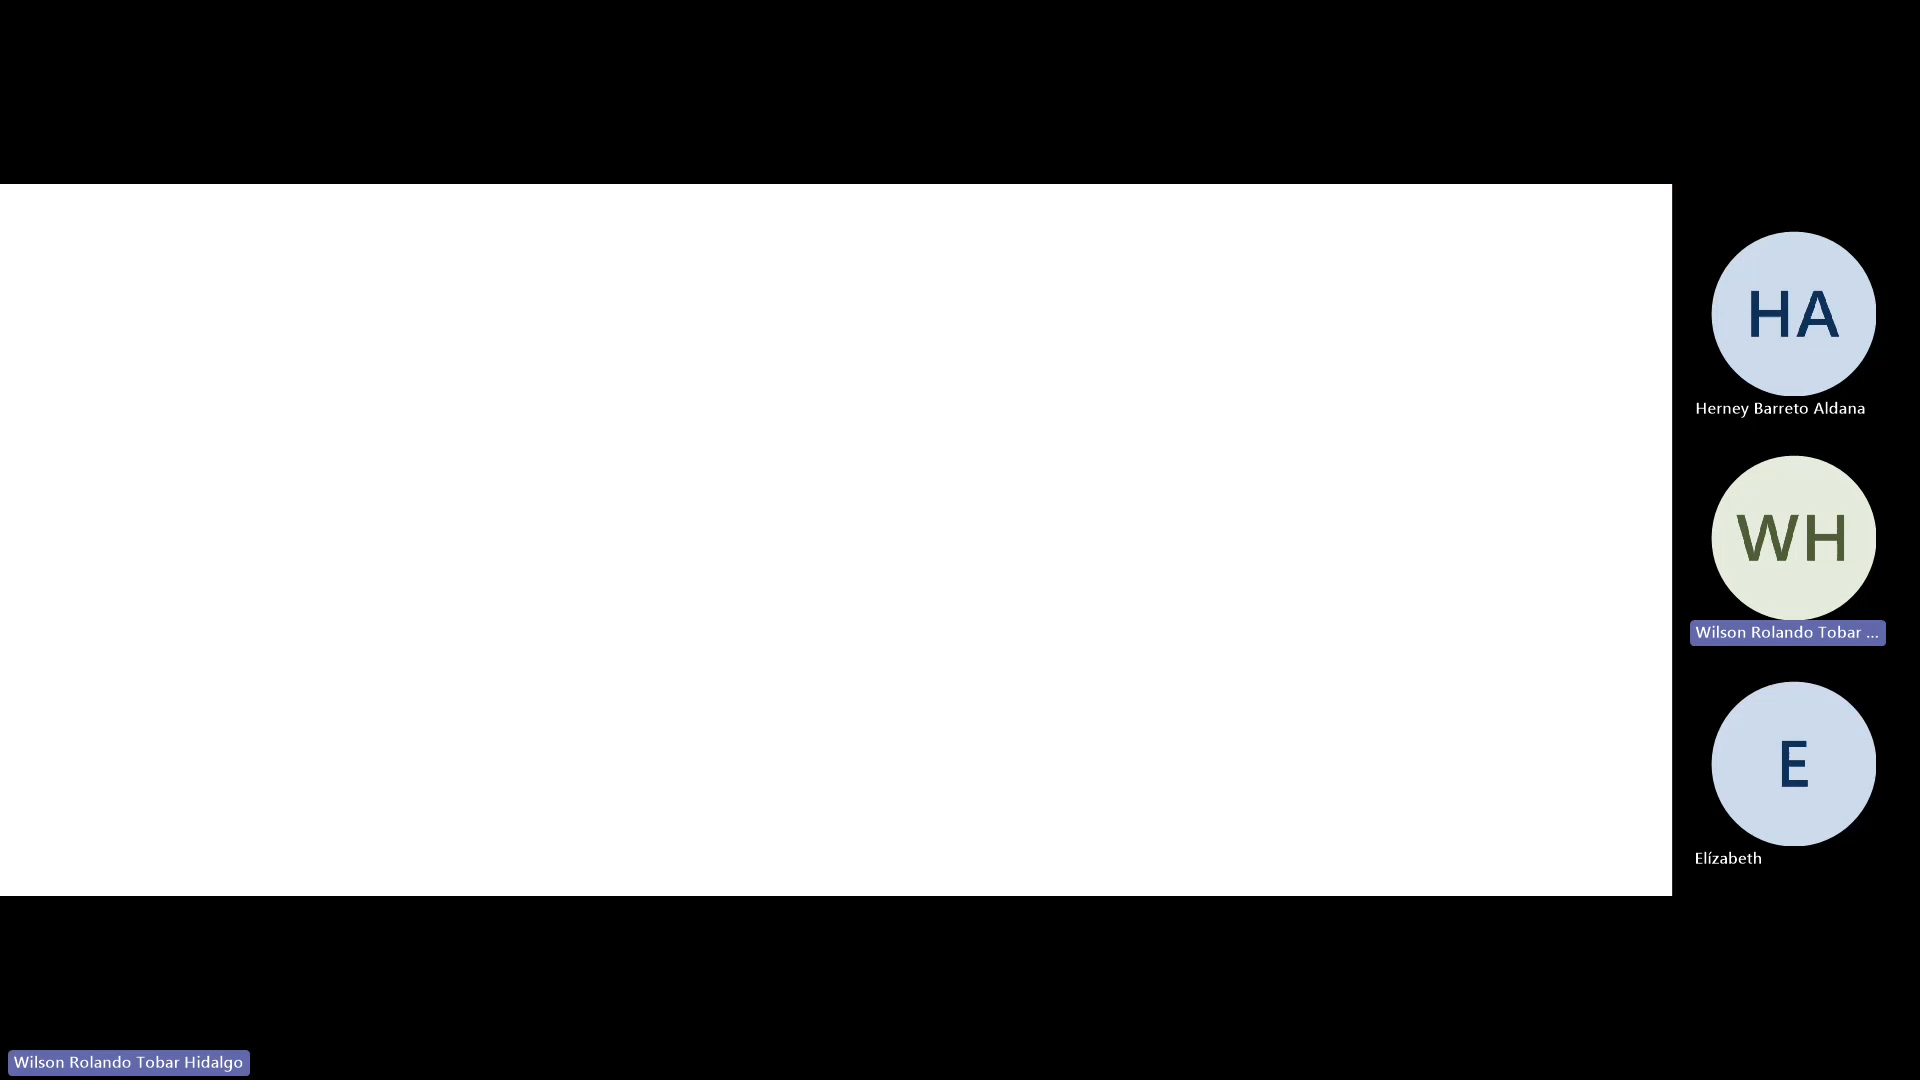 HA
Herney Barreto Aldana
WH
Wilson Rolando Tobar ...
E
Elízabeth
Wilson Rolando Tobar Hidalgo